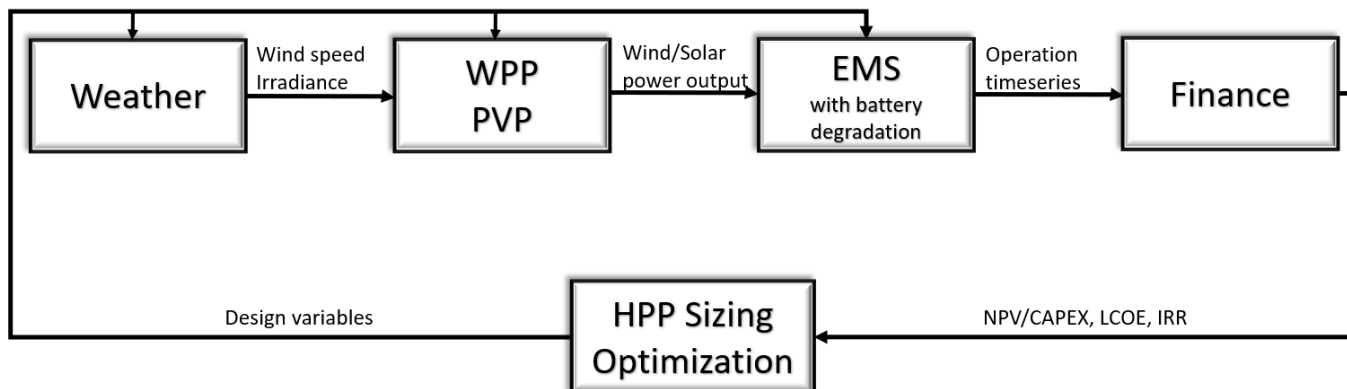 Weather
Wind speed
Irradiance
WPP
PVP
Wind/Solar
power output
EMS
with battery
degradation
Operation
timeseries
Finance
Design variables
HPP Sizing
Optimization
NPV/CAPEX, LCOE, IRR